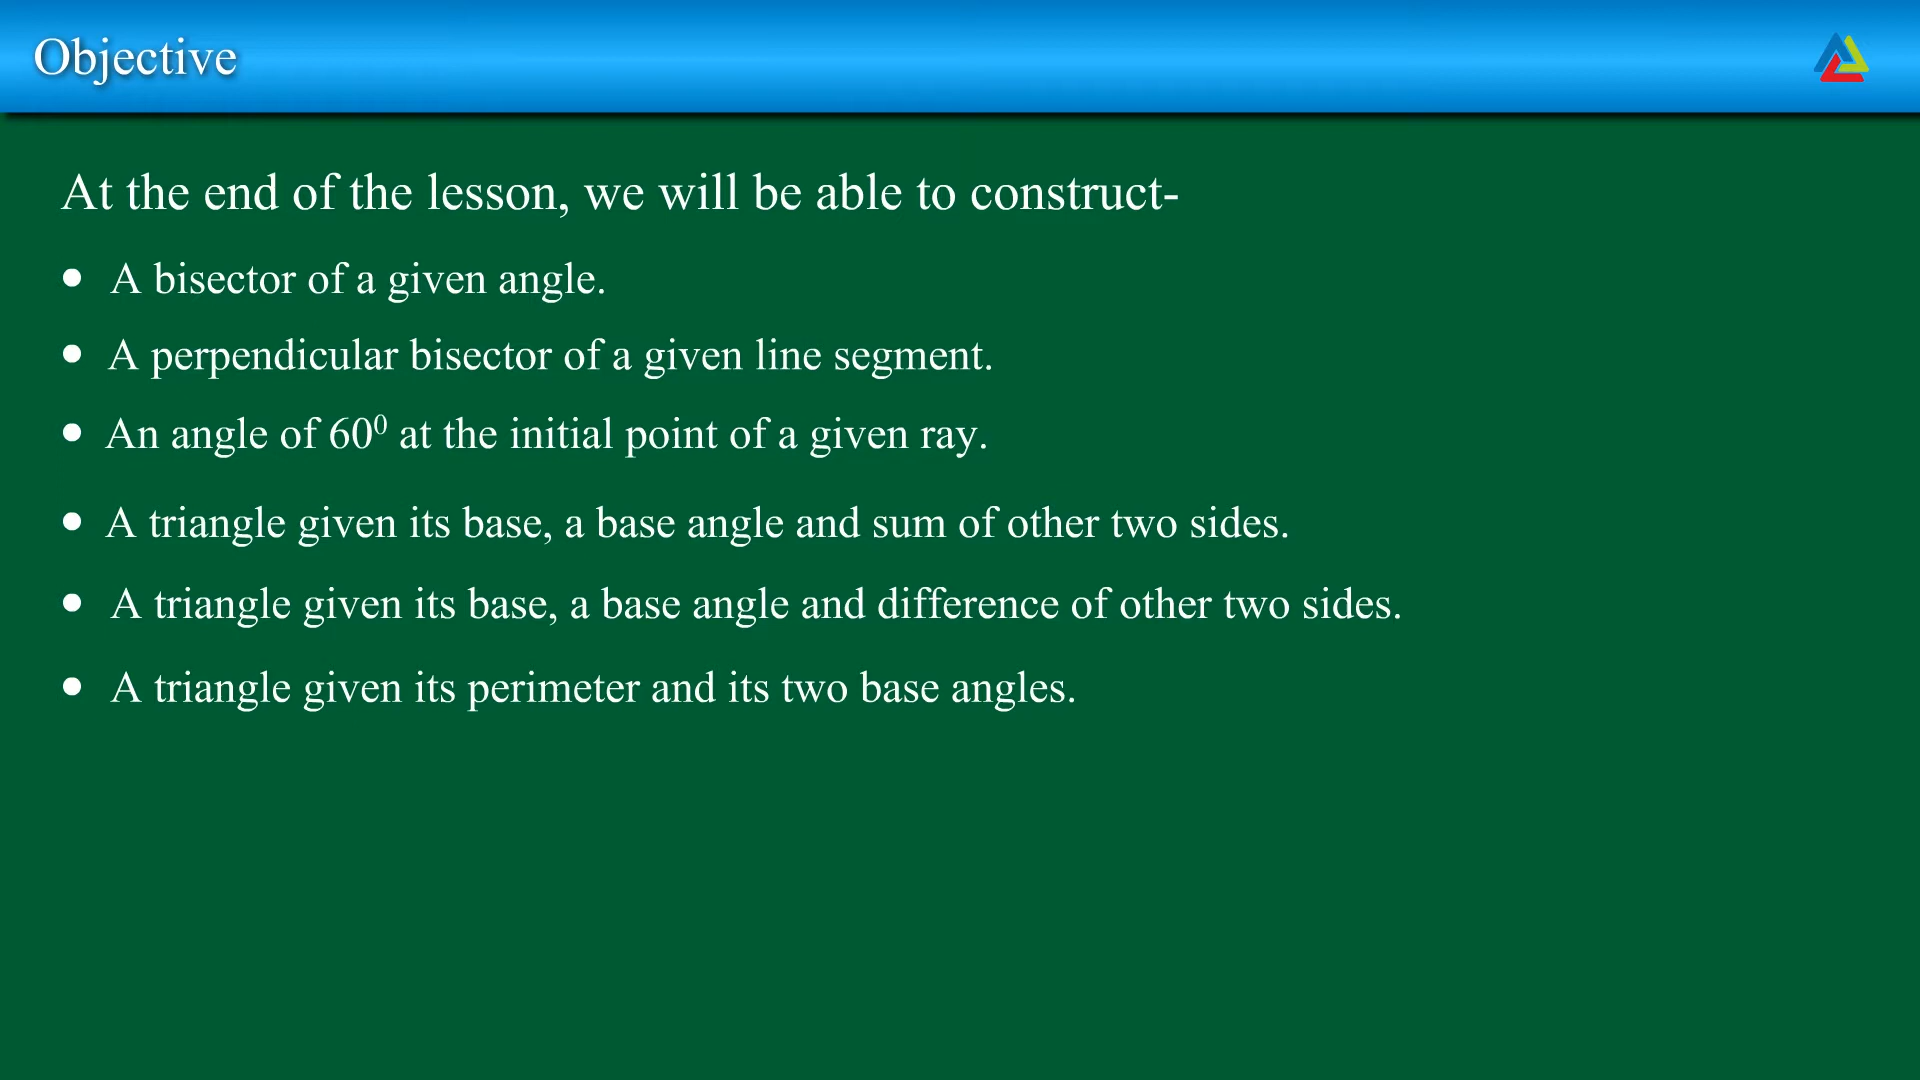 Objective
At the end of the lesson, we will be able to construct-
• A bisector of a given angle.
• A perpendicular bisector of a given line segment.
• An angle of 60⁰ at the initial point of a given ray.
• A triangle given its base, a base angle and sum of other two sides.
• A triangle given its base, a base angle and difference of other two sides.
• A triangle given its perimeter and its two base angles.